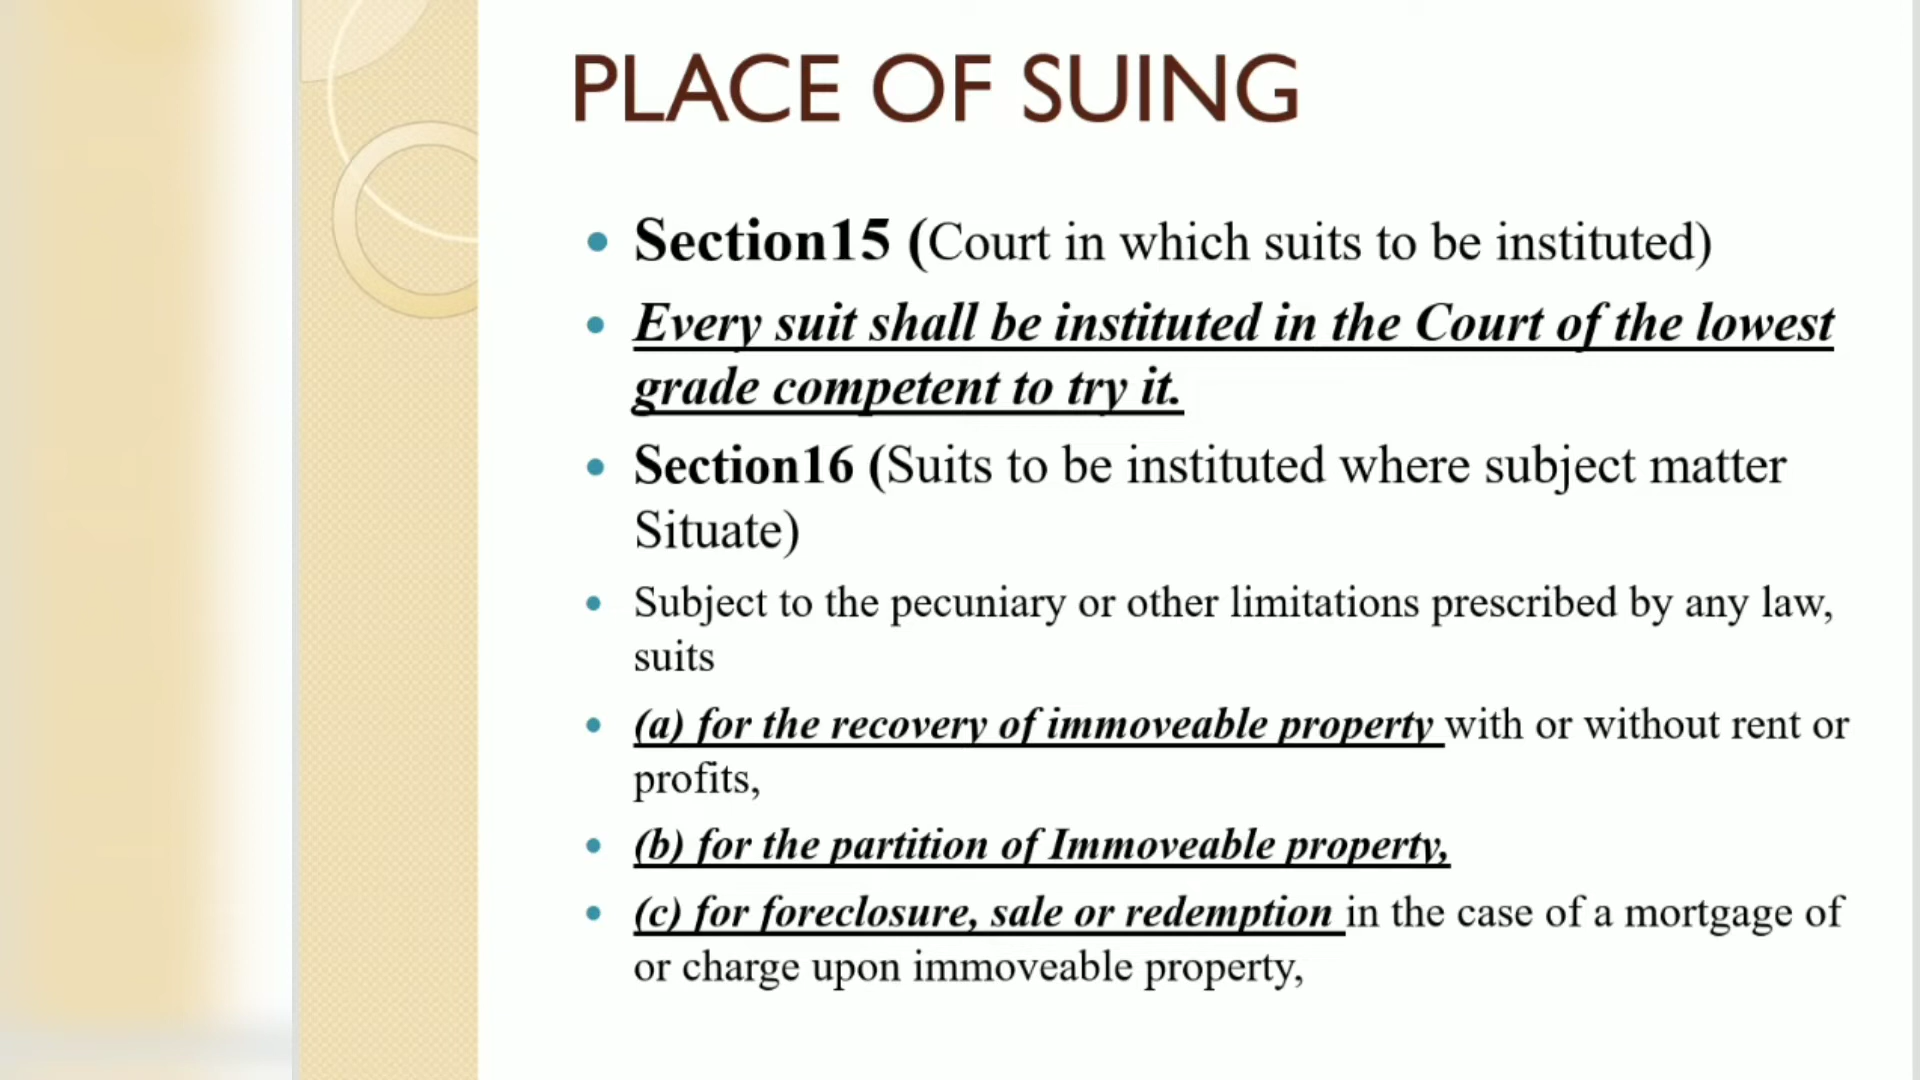 PLACE OF SUING
• Section15 (Court in which suits to be instituted)
• Every suit shall be instituted in the Court of the lowest
grade competent to try it.
• Section16 (Suits to be instituted where subject matter
Situate)
• Subject to the pecuniary or other limitations prescribed by any law,
suits
• (a) for the recovery of immoveable property with or without rent or
profits,
• (b) for the partition of Immoveable property,
• (c) for foreclosure, sale or redemption in the case of a mortgage of
or charge upon immoveable property,